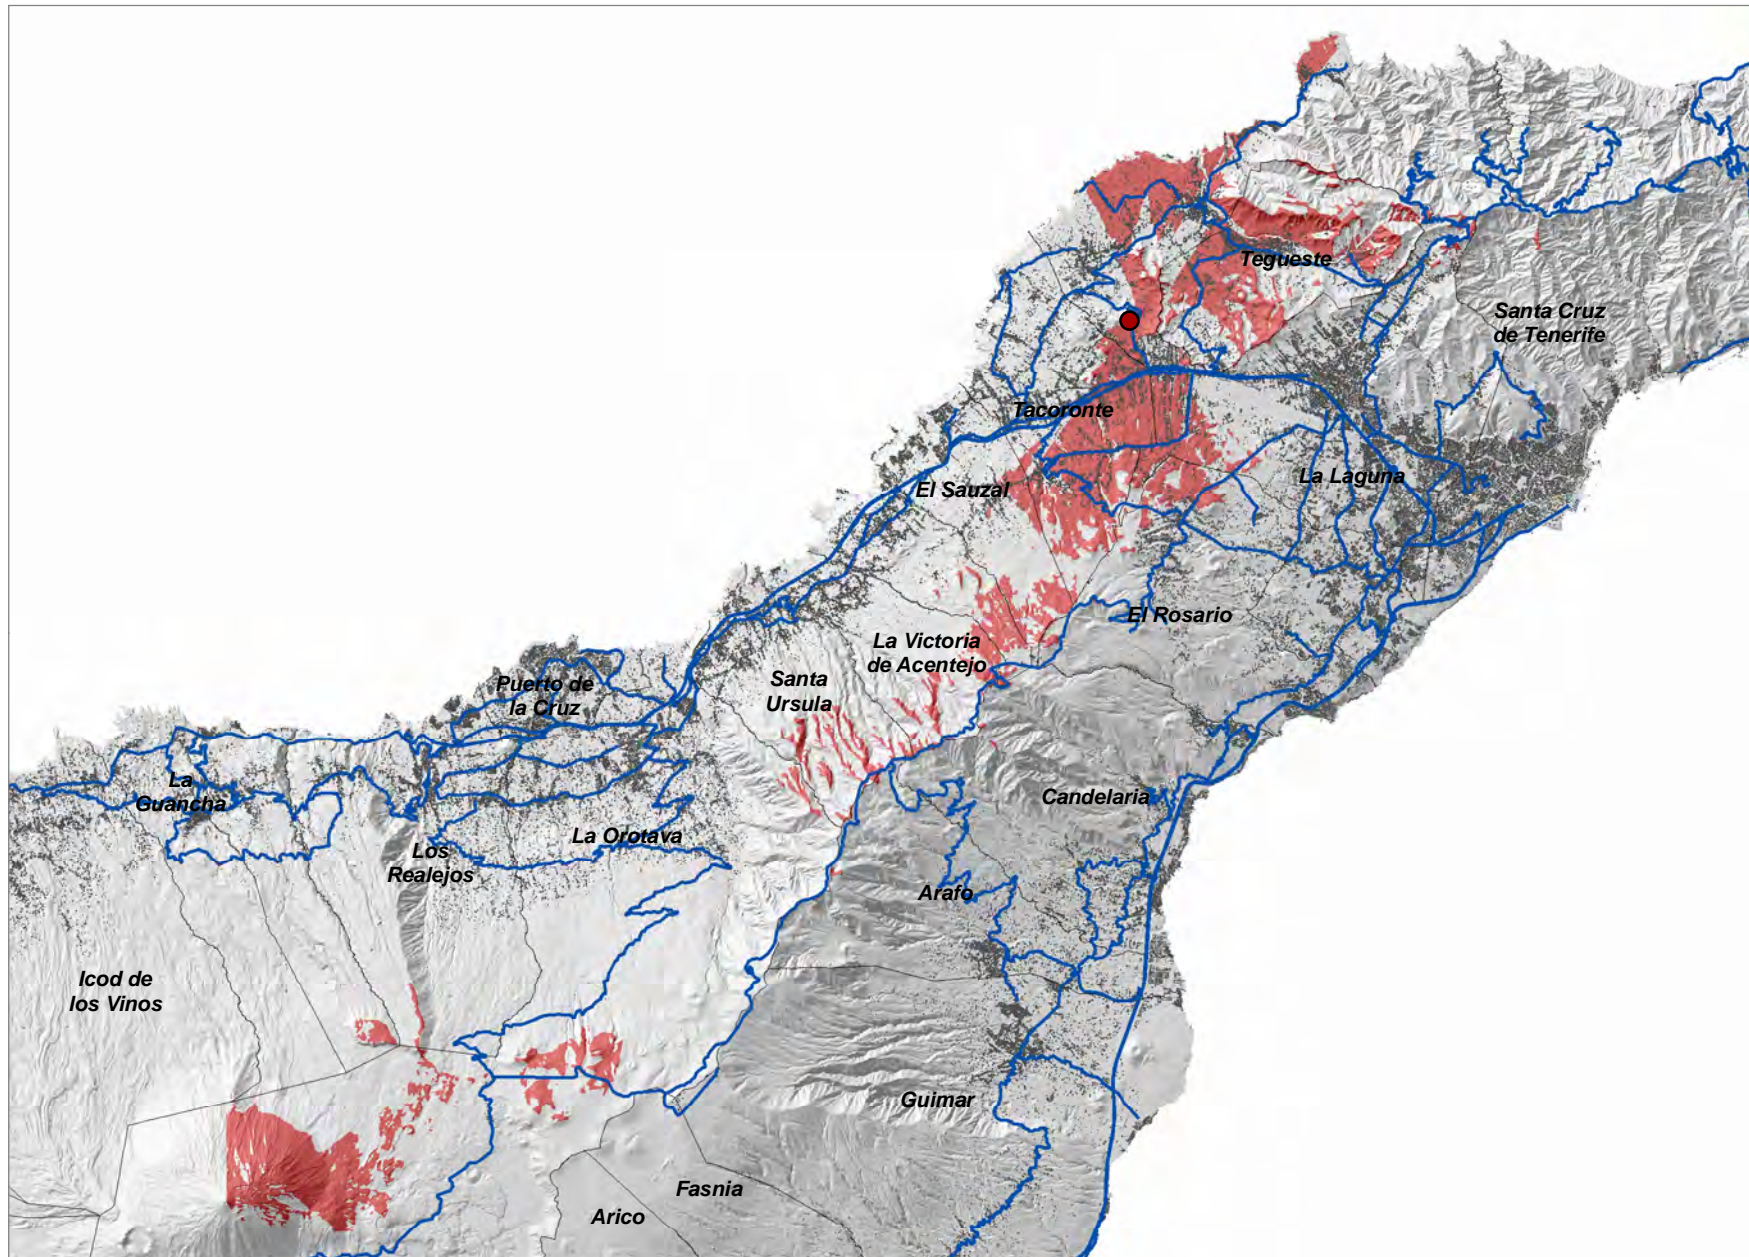 Tegueste
Santa Cruz
de Tenerife
Tacoronte
La Laguna
El Sauzal
El Rosario
La Victoria
de Acentejo
Santa
Ursula
Puerto de
la Cruz
La
Guancha
Candelaria
La Orotava
Los
Realejos
Arafo
Icod de
los Vinos
Guimar
Fasnia
Arico